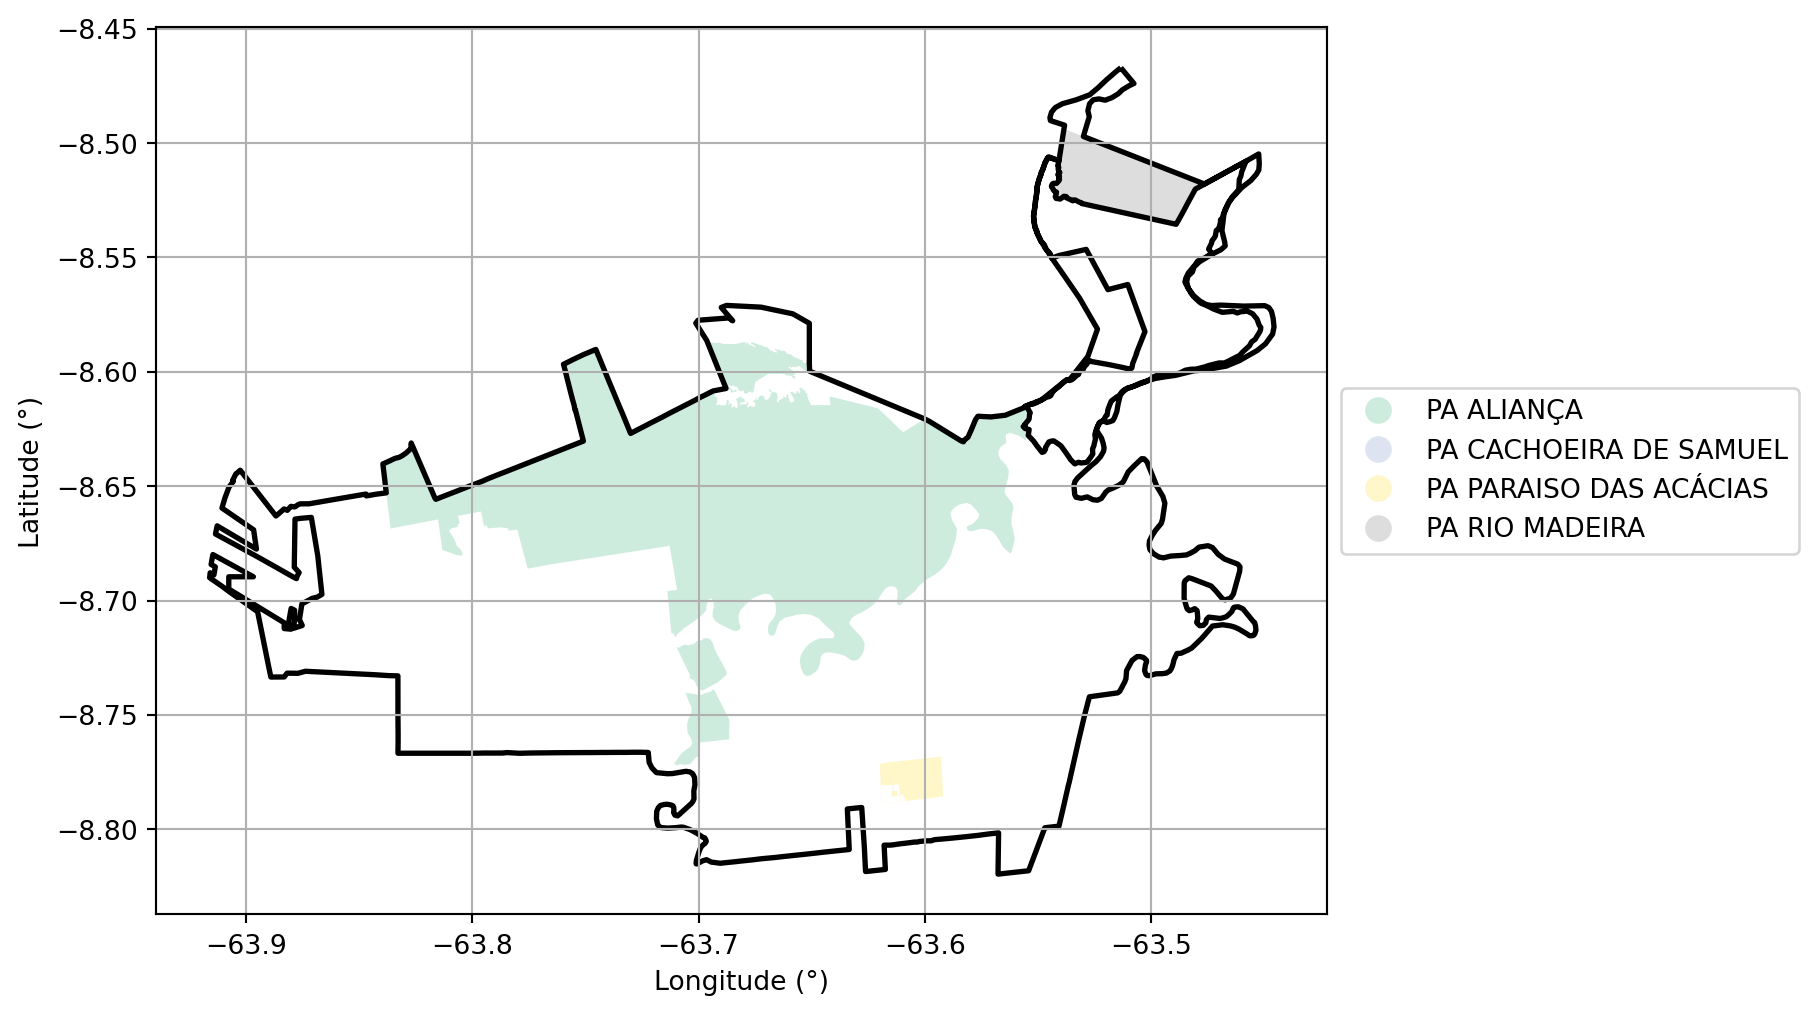 −8.45
−8.50
−8.55
−8.60
−8.65
−8.70
−8.75
−8.80
Latitude (°)
−63.9
−63.8
−63.7
−63.6
−63.5
Longitude (°)
PA ALIANÇA
PA CACHOEIRA DE SAMUEL
PA PARAISO DAS ACÁCIAS
PA RIO MADEIRA